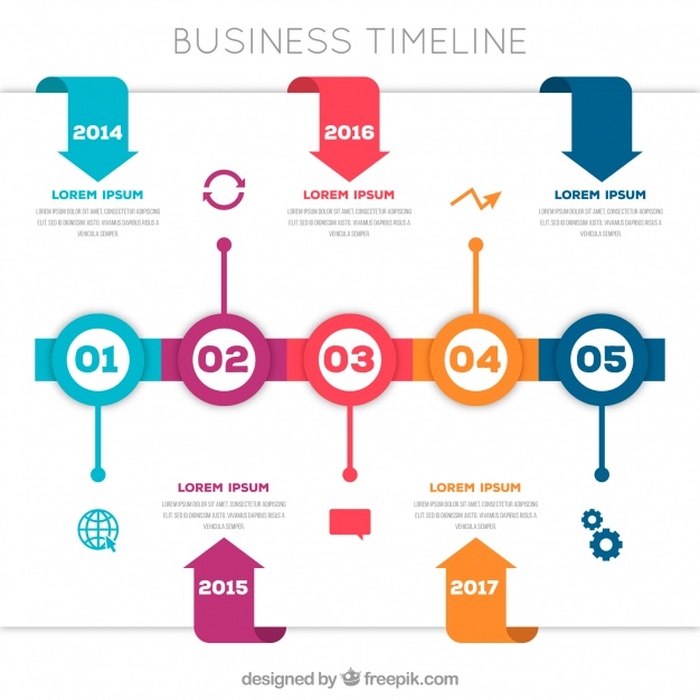 BUSINESS TIMELINE
2014
2016
LOREM IPSUM
LOREM IPSUM DOLOR SIT AMET, CONSECTETUR ADIPISCING
ELIT. SED ID DIGNISSIM AMET. VIVAMUS DAPIBUS RISUS A
VEHICULA SEMPER.
LOREM IPSUM
LOREM IPSUM DOLOR SIT AMET, CONSECTETUR ADIPISCING
ELIT. SED ID DIGNISSIM AMET. VIVAMUS DAPIBUS RISUS A
VEHICULA SEMPER.
LOREM IPSUM
LOREM IPSUM DOLOR SIT AMET, CONSECTETUR ADIPISCING
ELIT. SED ID DIGNISSIM AMET. VIVAMUS DAPIBUS RISUS A
VEHICULA SEMPER.
01
02
03
04
05
LOREM IPSUM
LOREM IPSUM DOLOR SIT AMET, CONSECTETUR ADIPISCING
ELIT. SED ID DIGNISSIM AMET. VIVAMUS DAPIBUS RISUS A
VEHICULA SEMPER.
LOREM IPSUM
LOREM IPSUM DOLOR SIT AMET, CONSECTETUR ADIPISCING
ELIT. SED ID DIGNISSIM AMET. VIVAMUS DAPIBUS RISUS A
VEHICULA SEMPER.
2015
2017
designed by freepik.com